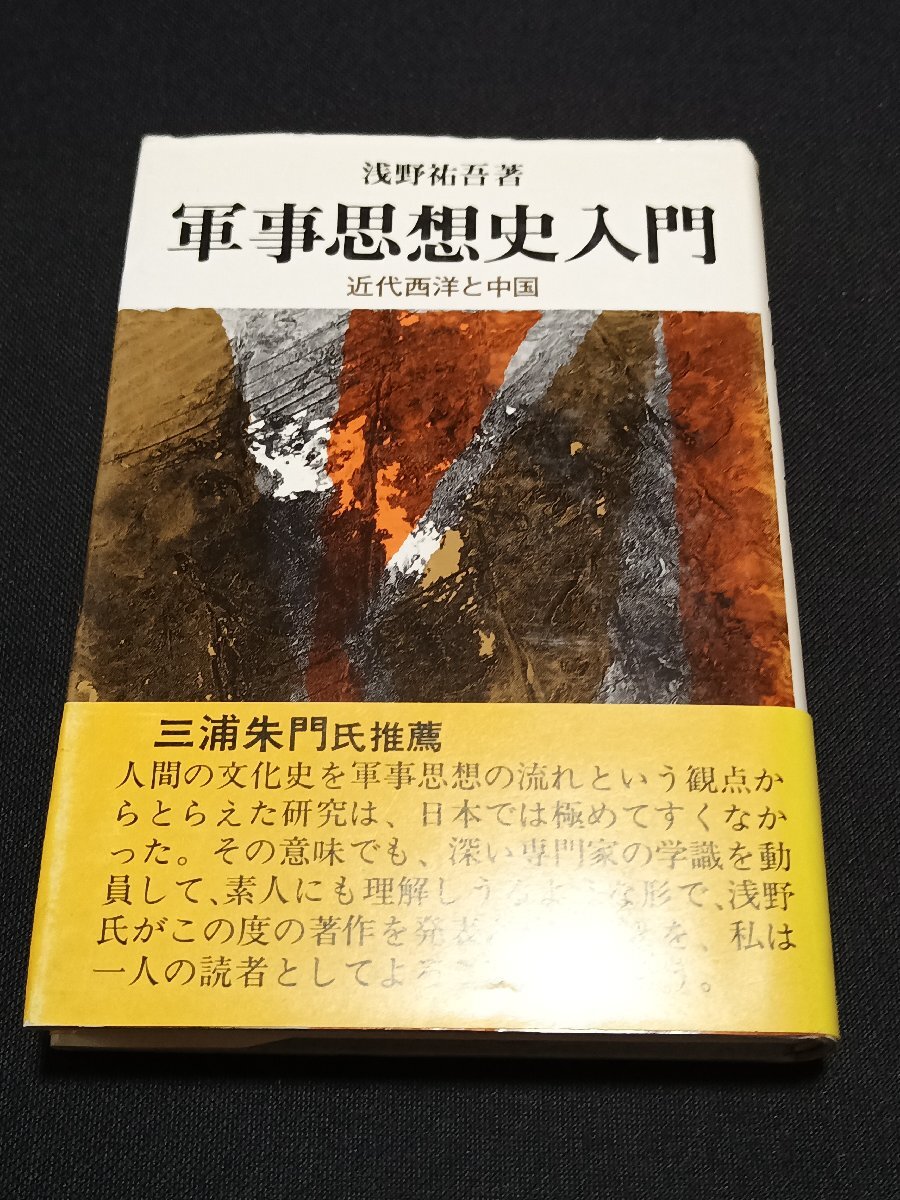 浅野祐吾著
軍事思想史入門
近代西洋と中国
三浦朱門氏推薦
人間の文化史を軍事思想の流れという観点か
らとらえた研究は、日本では極めてすくなか
った。その意味でも、深い専門家の学識を動
員して、素人にも理解しうるような形で、浅野
氏がこの度の著作を発表 を、私は
一人の読者としてよろこ 。